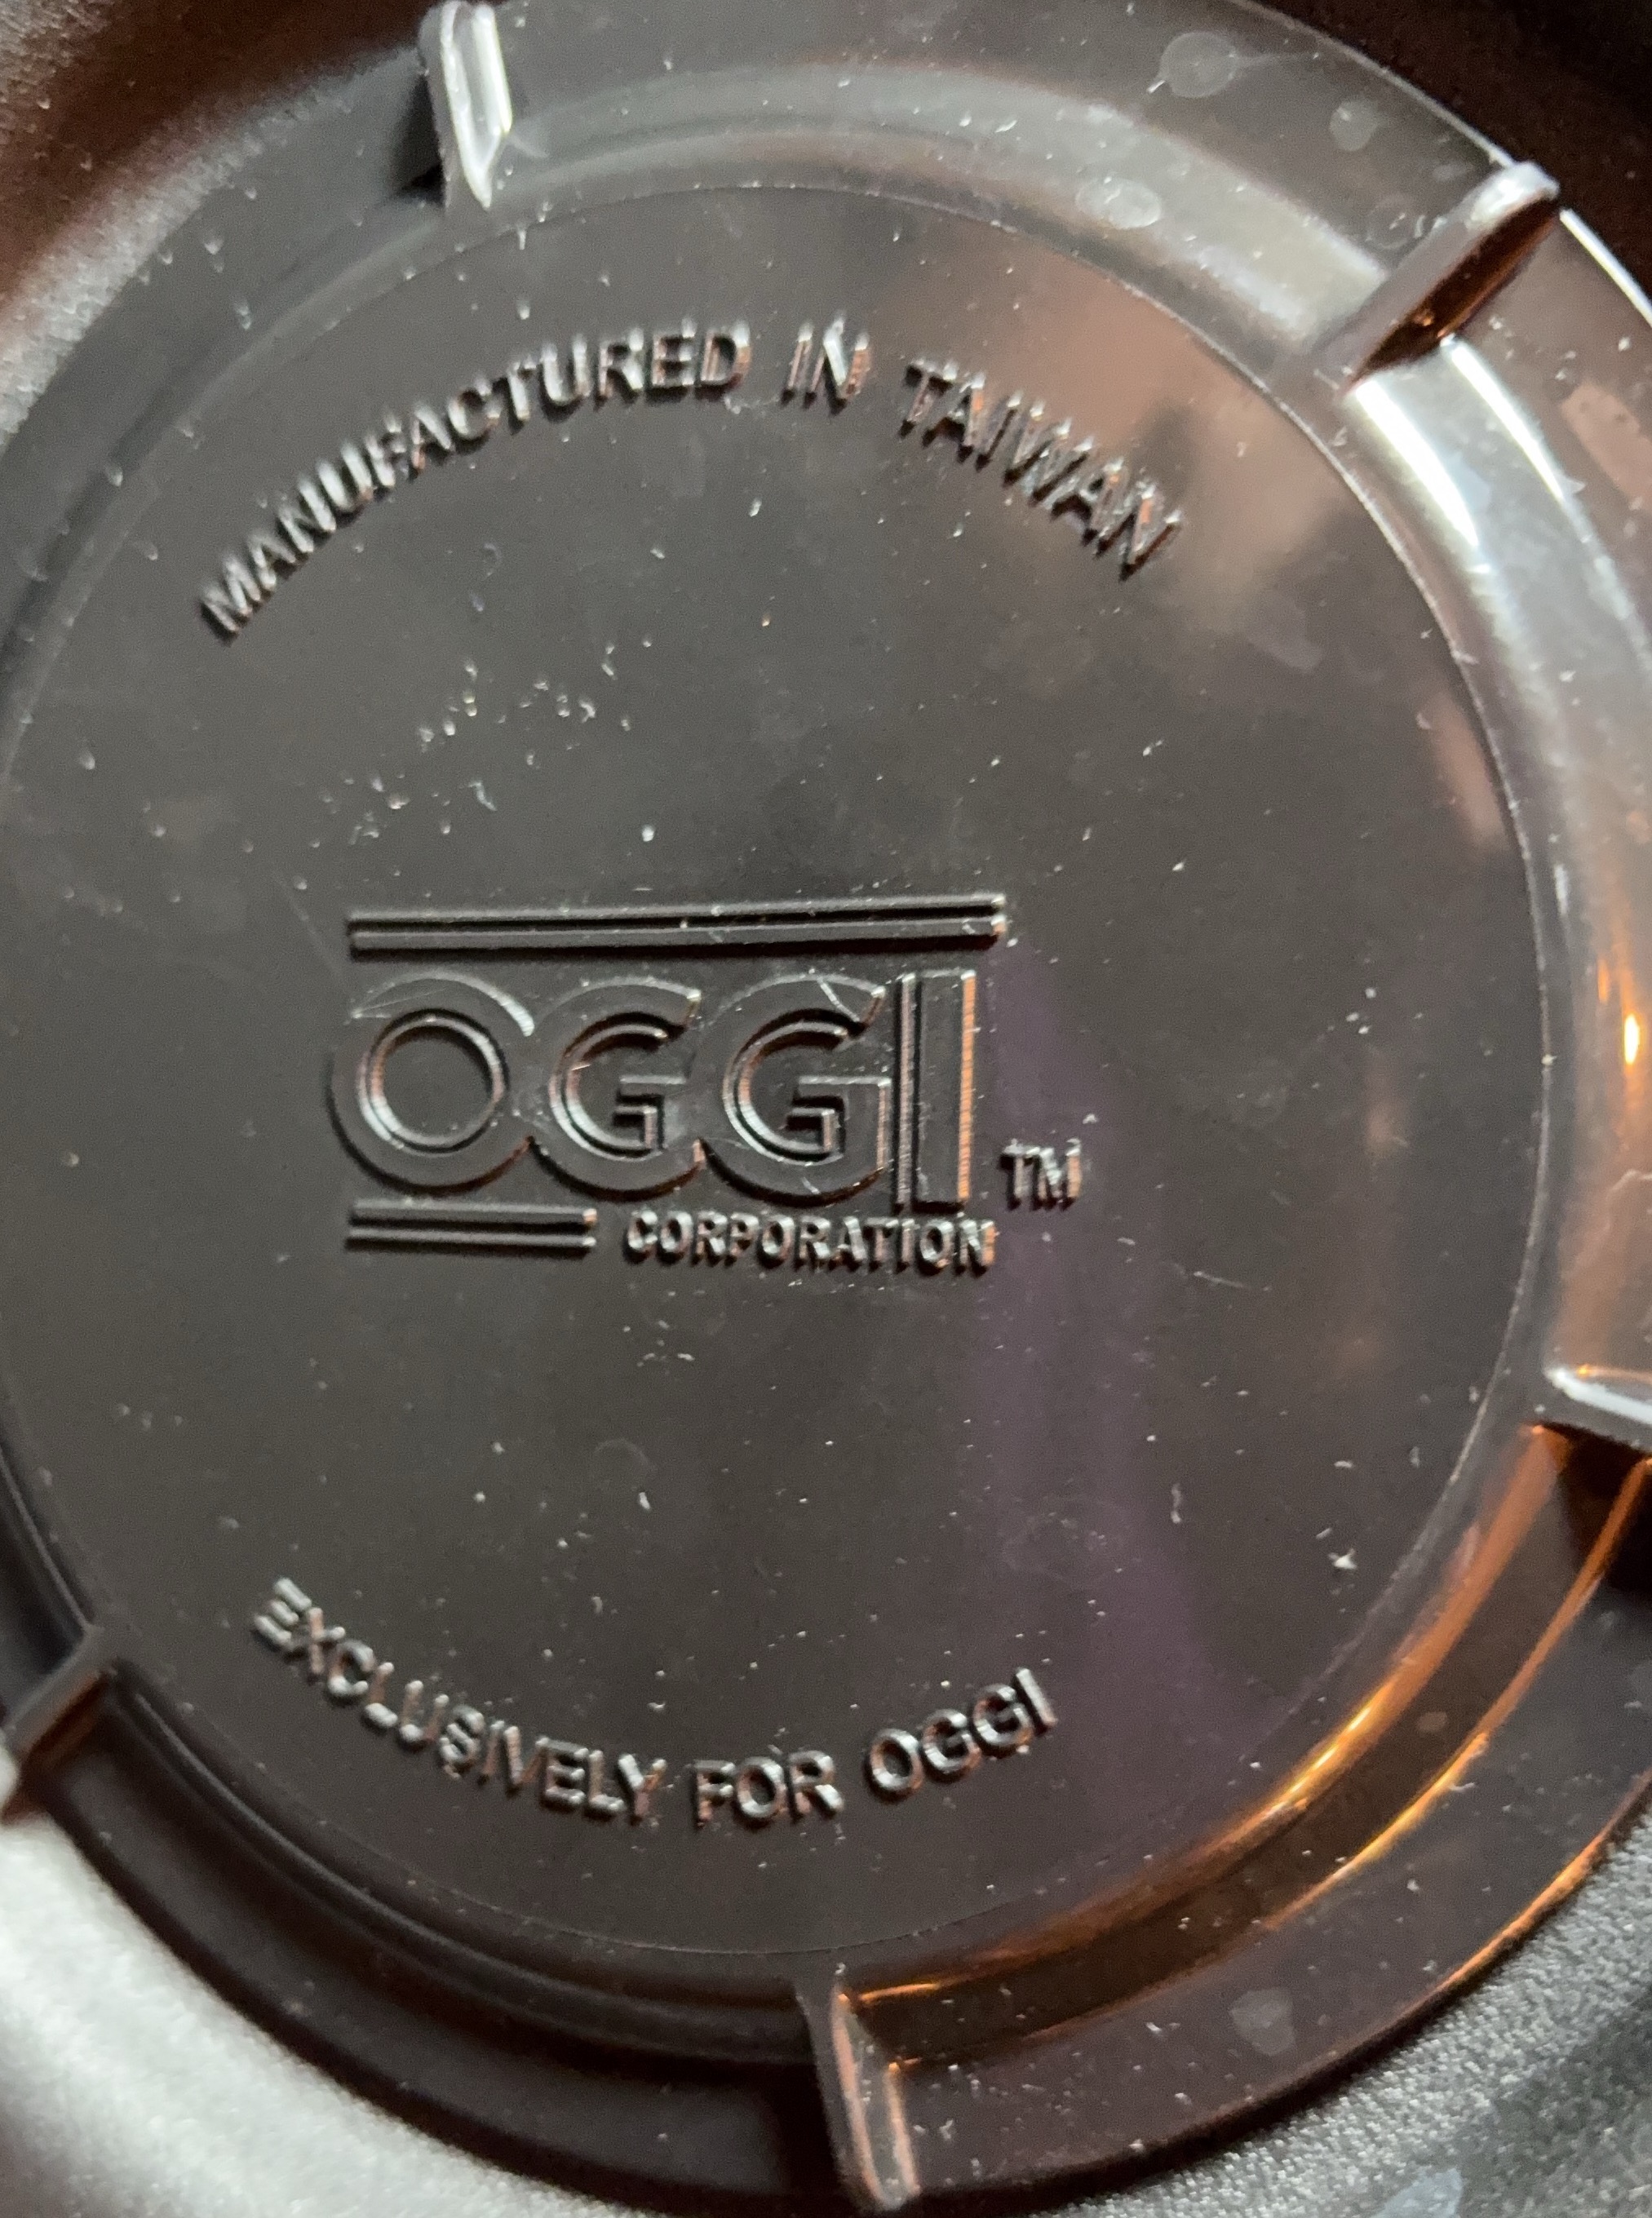 MANUFACTURED IN TAIWAN
OGGI TM
CORPORATION
EXCLUSIVELY FOR OGGI